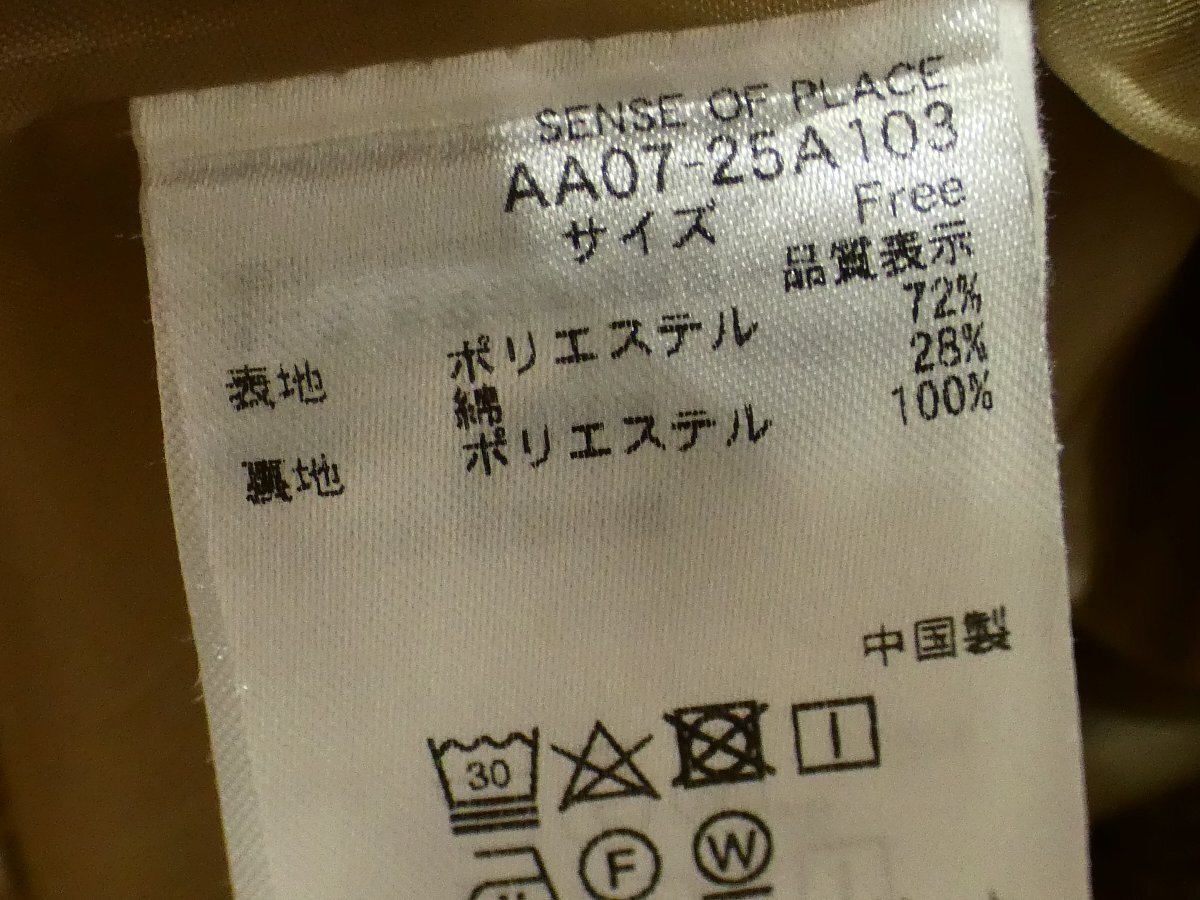 SENSE OF PLACE
AA07-25A103
サイズ Free
品質表示
表地 ポリエステル 72%
綿 28%
裏地 ポリエステル 100%
中国製
30
F W